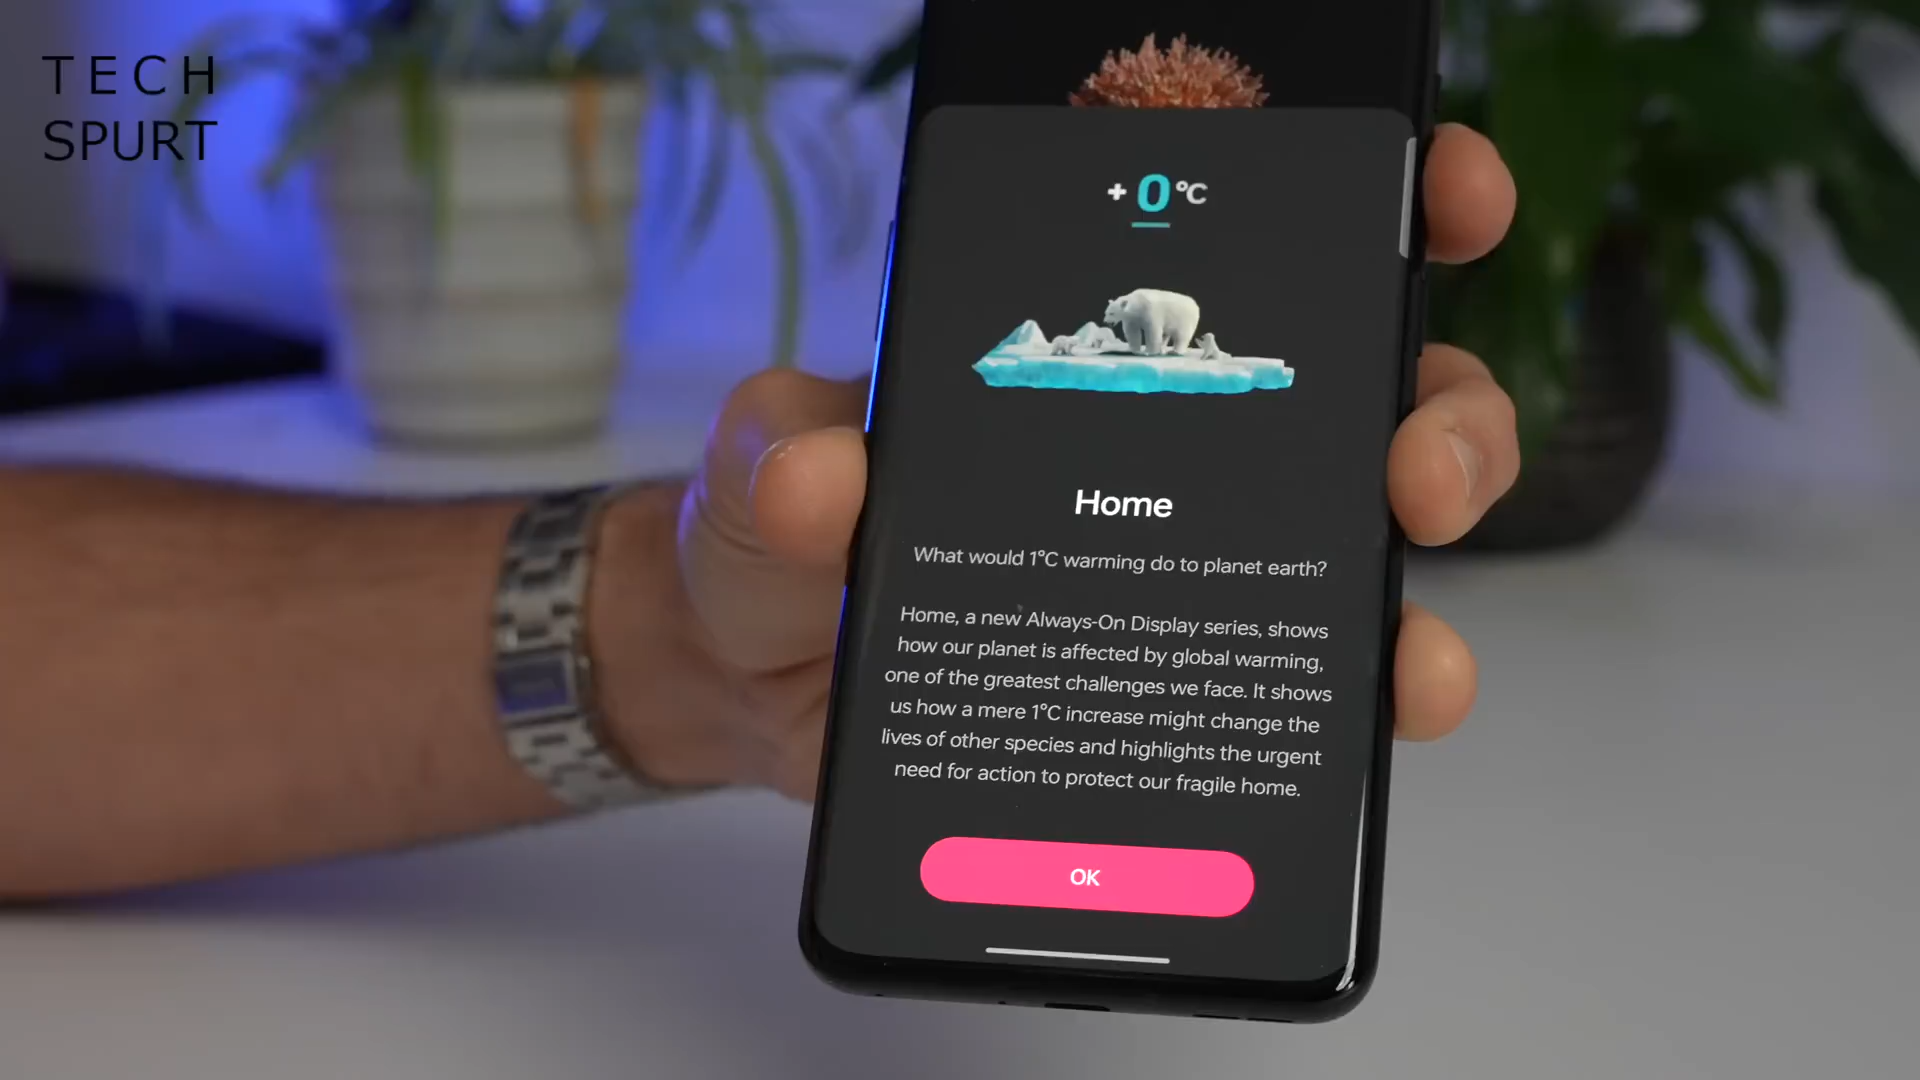 TECH
SPURT
+ 0 °C
Home
What would 1°C warming do to planet earth?
Home, a new Always-On Display series, shows
how our planet is affected by global warming,
one of the greatest challenges we face. It shows
us how a mere 1°C increase might change the
lives of other species and highlights the urgent
need for action to protect our fragile home.
OK